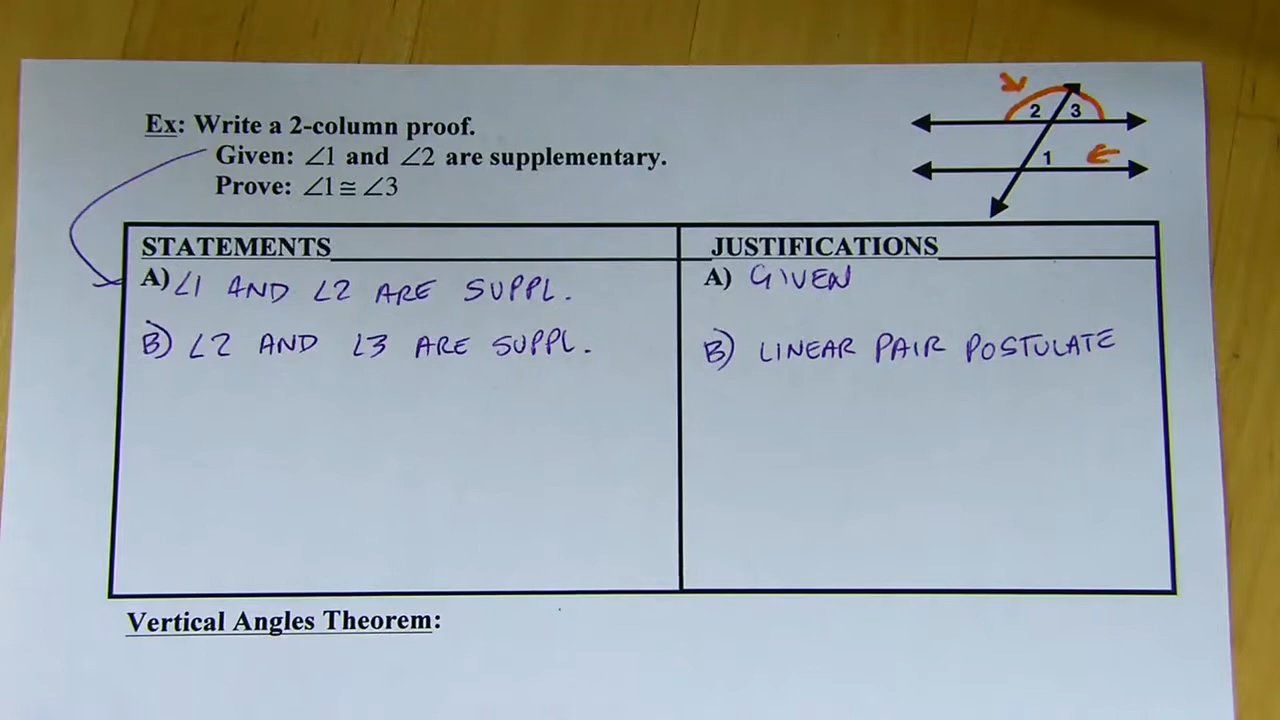 Ex: Write a 2-column proof.
Given: ∠1 and ∠2 are supplementary.
Prove: ∠1 ≅ ∠3
2 3
1
STATEMENTS JUSTIFICATIONS
A) ∠1 AND ∠2 ARE SUPPL. A) GIVEN
B) ∠2 AND ∠3 ARE SUPPL. B) LINEAR PAIR POSTULATE
Vertical Angles Theorem: